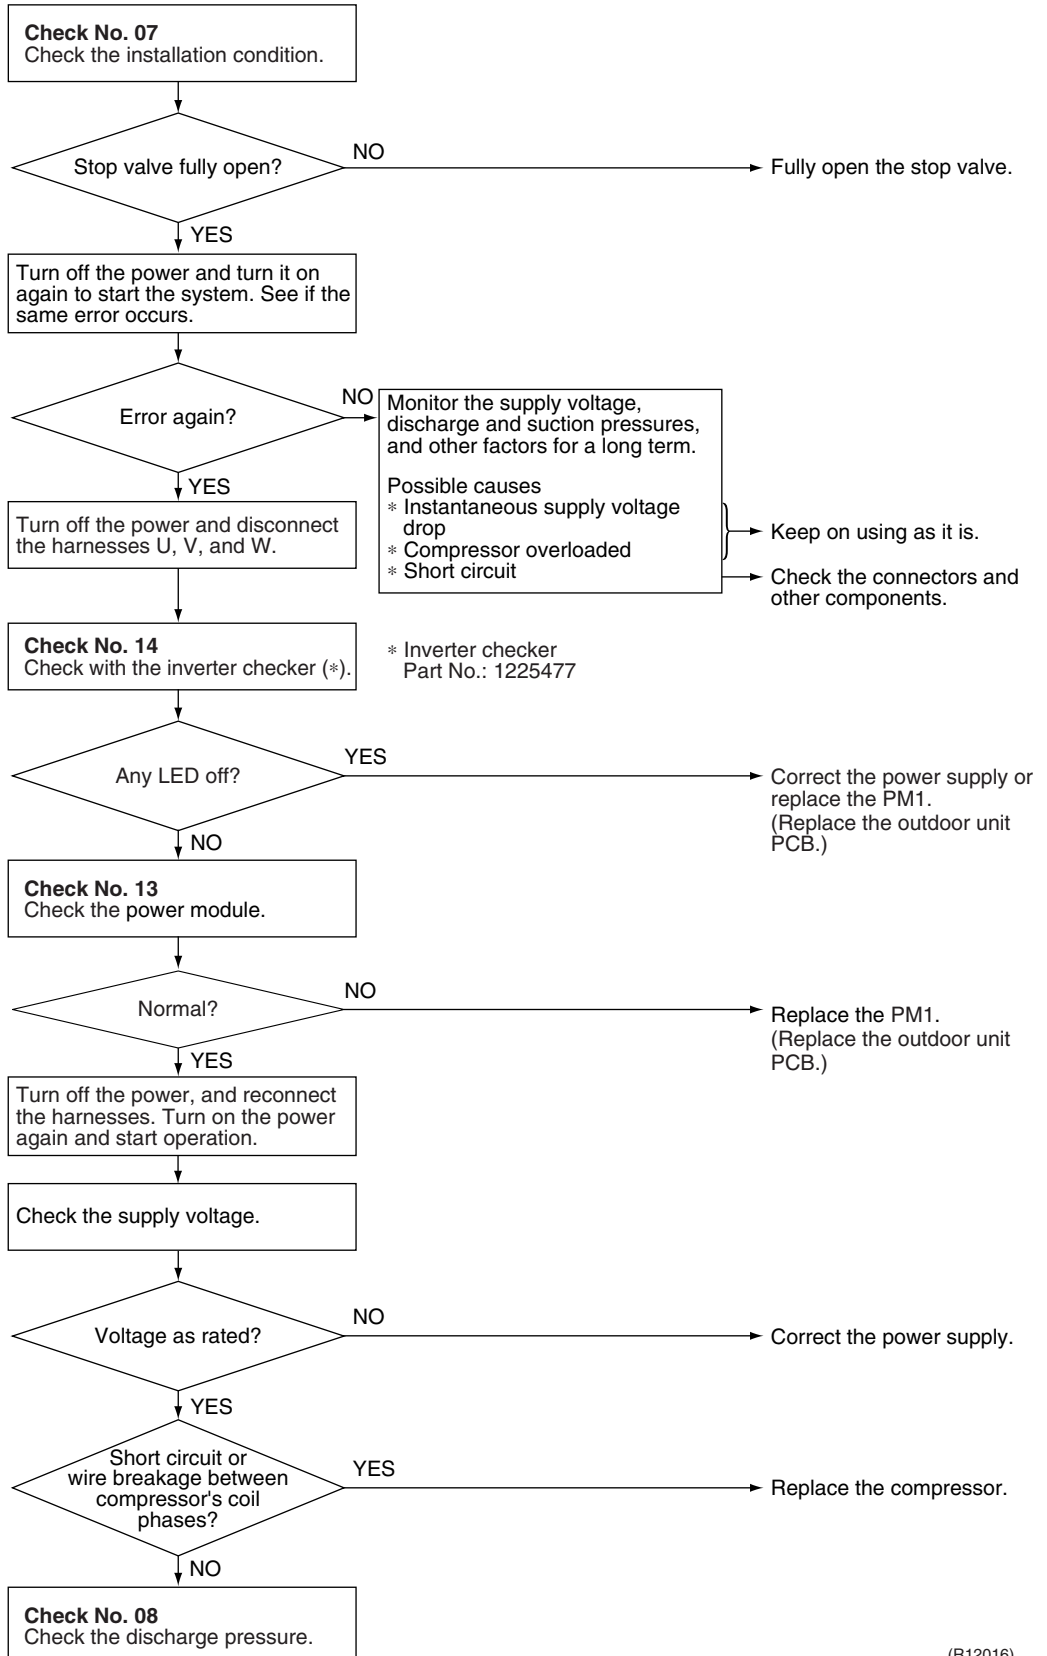 Check No. 07
Check the installation condition.
Stop valve fully open?
NO
Fully open the stop valve.
YES
Turn off the power and turn it on
again to start the system. See if the
same error occurs.
Error again?
NO
Monitor the supply voltage,
discharge and suction pressures,
and other factors for a long term.
Possible causes
* Instantaneous supply voltage
drop
* Compressor overloaded
* Short circuit
Keep on using as it is.
Check the connectors and
other components.
YES
Turn off the power and disconnect
the harnesses U, V, and W.
Check No. 14
Check with the inverter checker (*).
* Inverter checker
Part No.: 1225477
Any LED off?
YES
Correct the power supply or
replace the PM1.
(Replace the outdoor unit
PCB.)
NO
Check No. 13
Check the power module.
Normal?
NO
Replace the PM1.
(Replace the outdoor unit
PCB.)
YES
Turn off the power, and reconnect
the harnesses. Turn on the power
again and start operation.
Check the supply voltage.
Voltage as rated?
NO
Correct the power supply.
YES
Short circuit or
wire breakage between
compressor's coil
phases?
YES
Replace the compressor.
NO
Check No. 08
Check the discharge pressure.
(R12016)